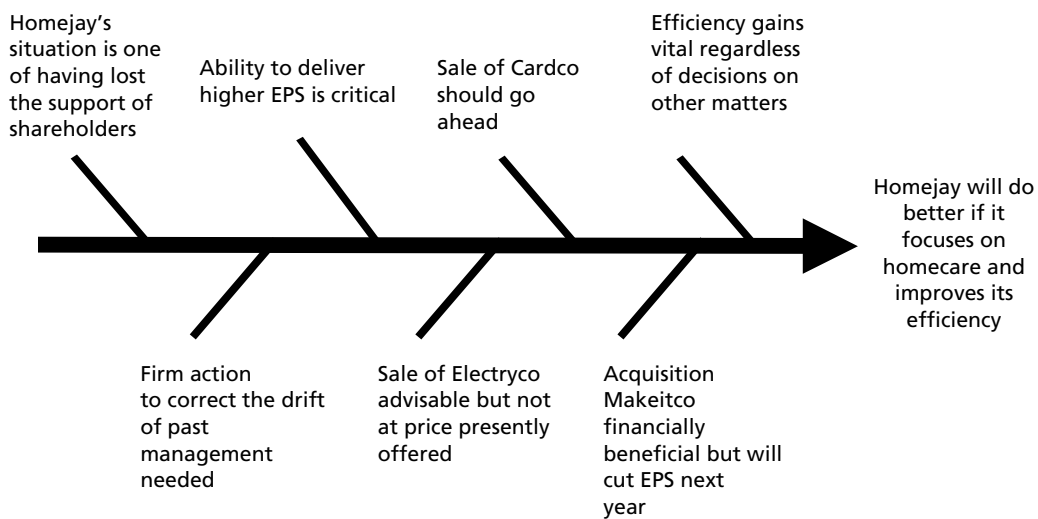 Homejay's
situation is one
of having lost
the support of
shareholders
Ability to deliver
higher EPS is critical
Sale of Cardco
should go
ahead
Efficiency gains
vital regardless
of decisions on
other matters
Homejay will do
better if it
focuses on
homecare and
improves its
efficiency
Firm action
to correct the drift
of past
management
needed
Sale of Electryco
advisable but not
at price presently
offered
Acquisition
Makeitco
financially
beneficial but will
cut EPS next
year